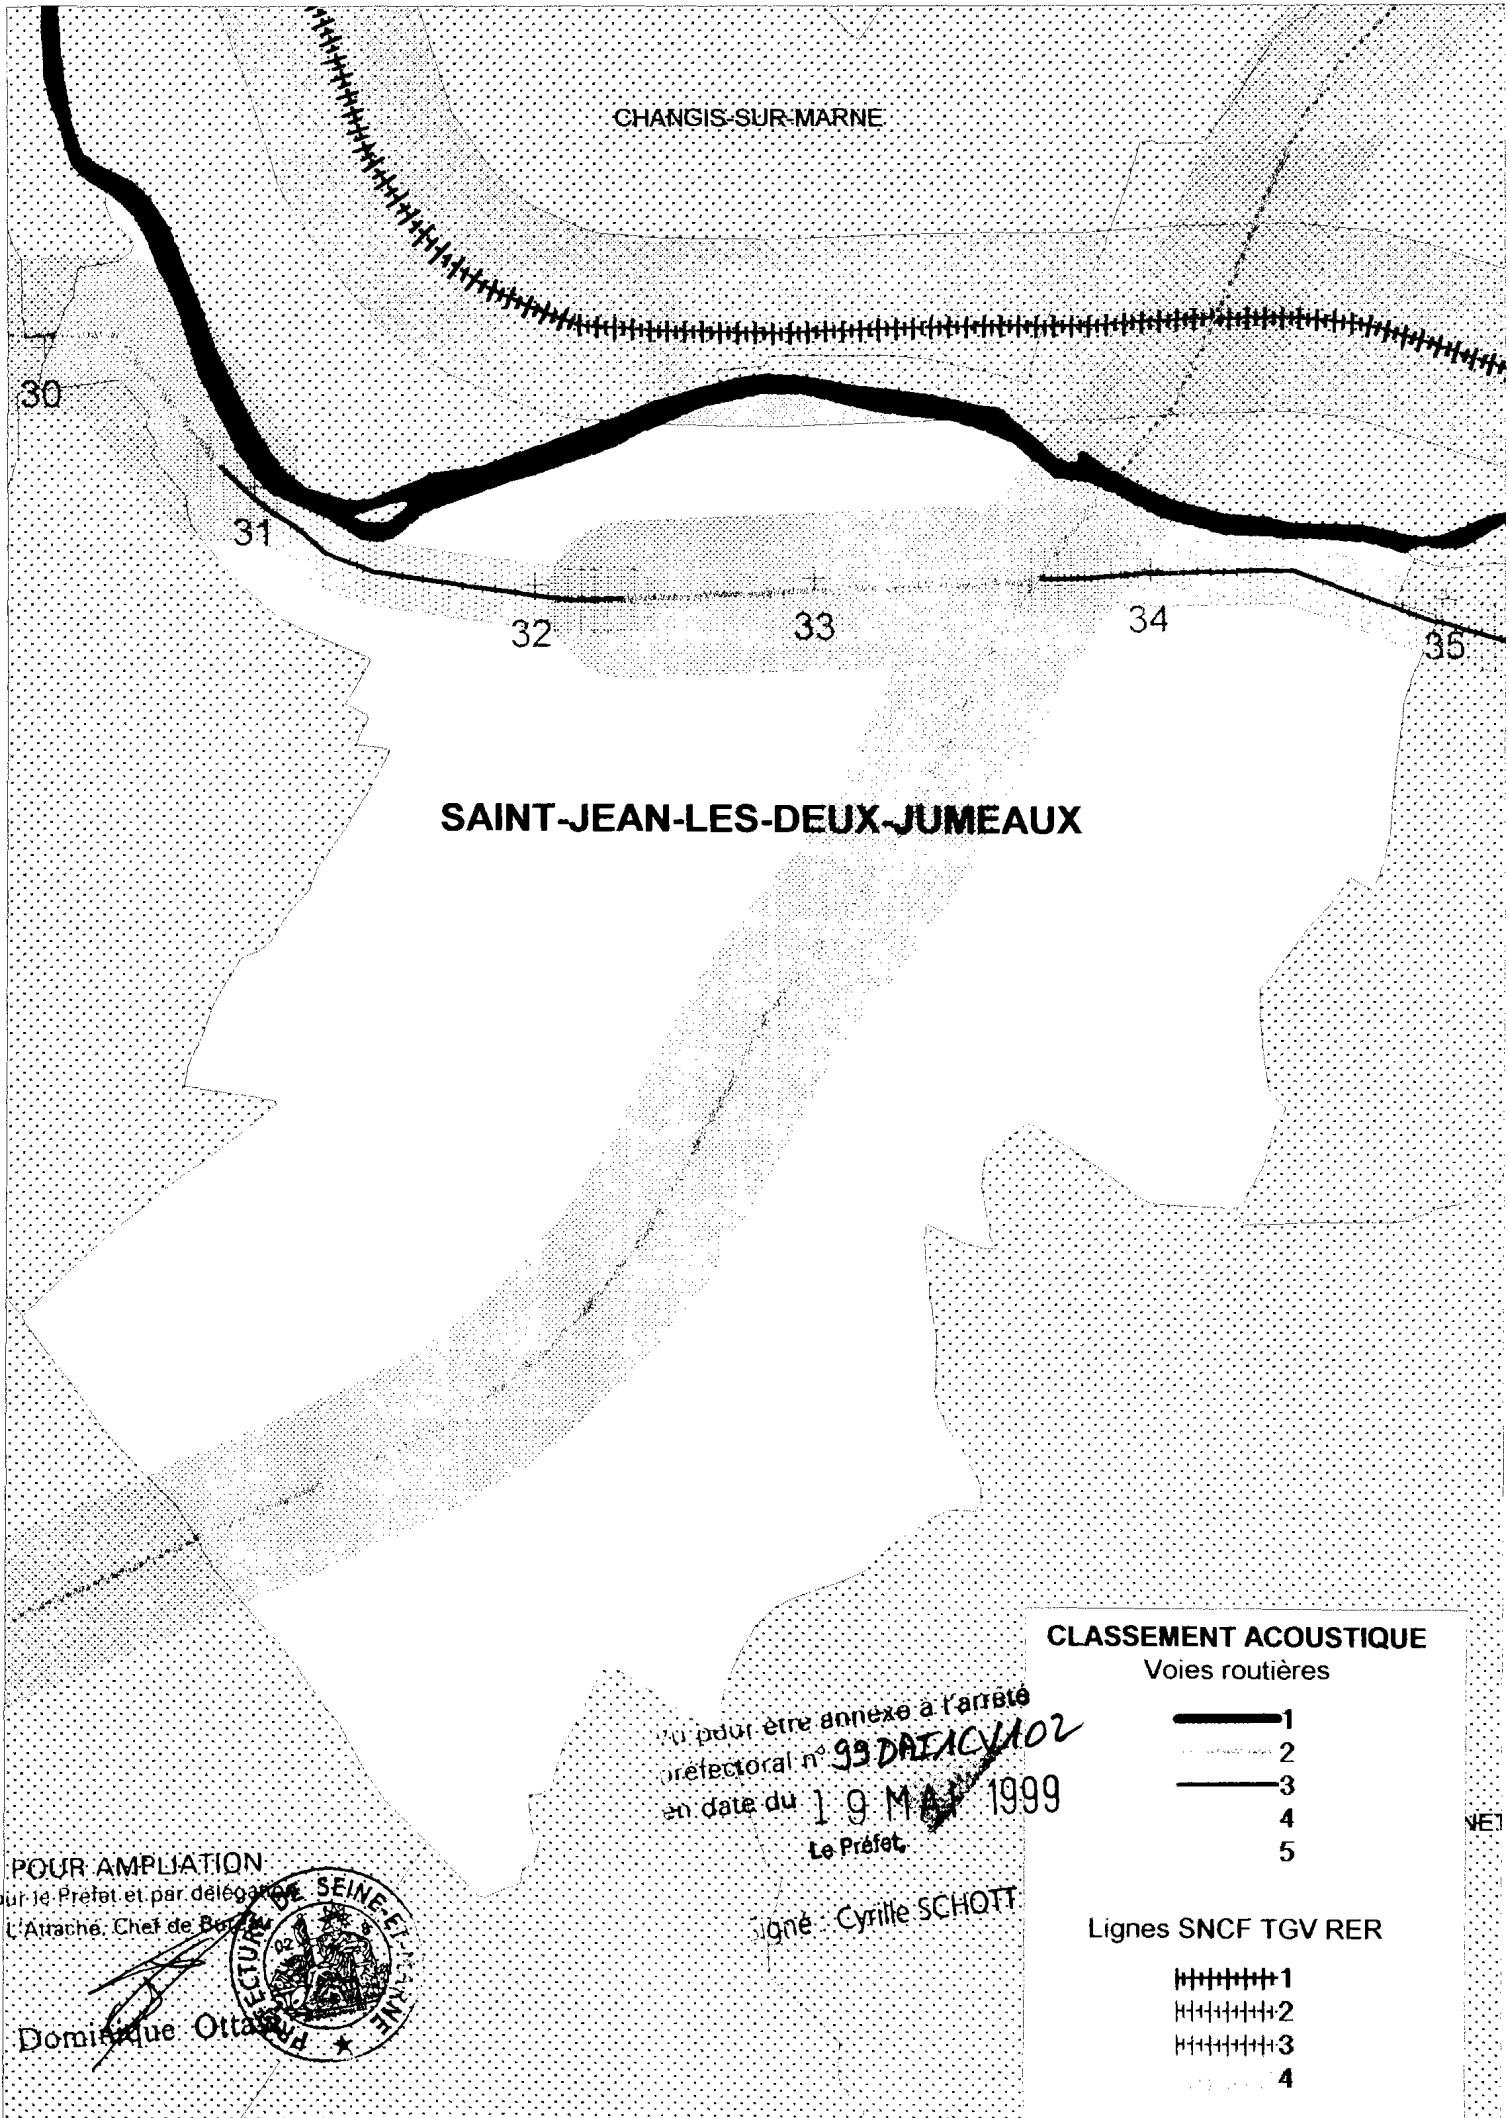 CHANGIS-SUR-MARNE
30
31
32
33
34
35
SAINT-JEAN-LES-DEUX-JUMEAUX
CLASSEMENT ACOUSTIQUE
Voies routières
1
2
3
4
5
Lignes SNCF TGV RER
1
2
3
4
NET
pour être annexé à l'arrêté
préfectoral n° 99 DAI 1 CV 102
en date du 19 MAI 1999
Le Préfet,
signé : Cyrille SCHOTT
POUR AMPLIATION
Pour le Préfet et par délégation
L'Attaché, Chef de Bureau
Dominique
PRÉFECTURE DE SEINE-ET-MARNE